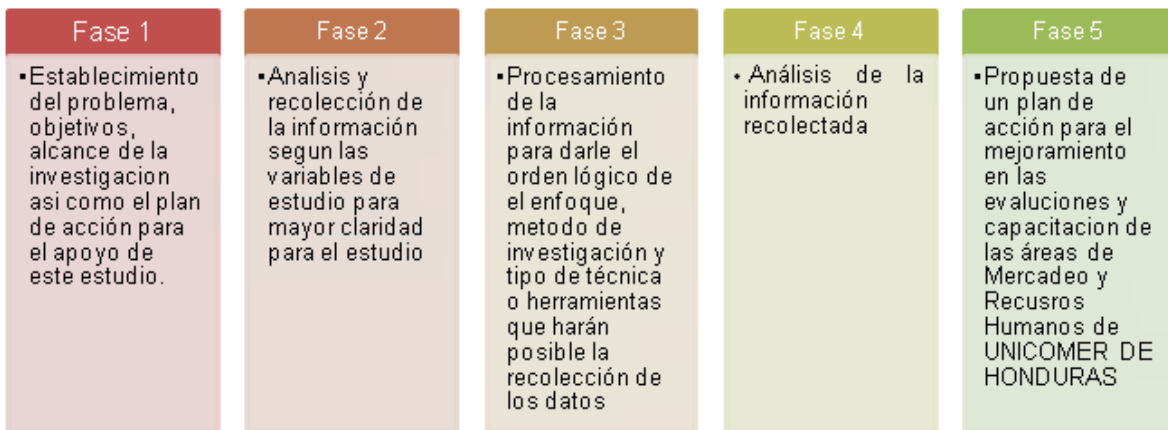 Fase 1
▪Establecimiento
del problema,
objetivos,
alcance de la
investigacion
asi como el plan
de acción para
el apoyo de
este estudio.
Fase 2
▪Analisis y
recolección de
la información
segun las
variables de
estudio para
mayor claridad
para el estudio
Fase 3
▪Procesamiento
de la
información
para darle el
orden lógico de
el enfoque,
metodo de
investigación y
tipo de técnica
o herramientas
que harán
posible la
recolección de
los datos
Fase 4
▪ Análisis de la
información
recolectada
Fase 5
▪Propuesta de
un plan de
acción para el
mejoramiento
en las
evaluciones y
capacitacion de
las áreas de
Mercadeo y
Recusros
Humanos de
UNICOMER DE
HONDURAS